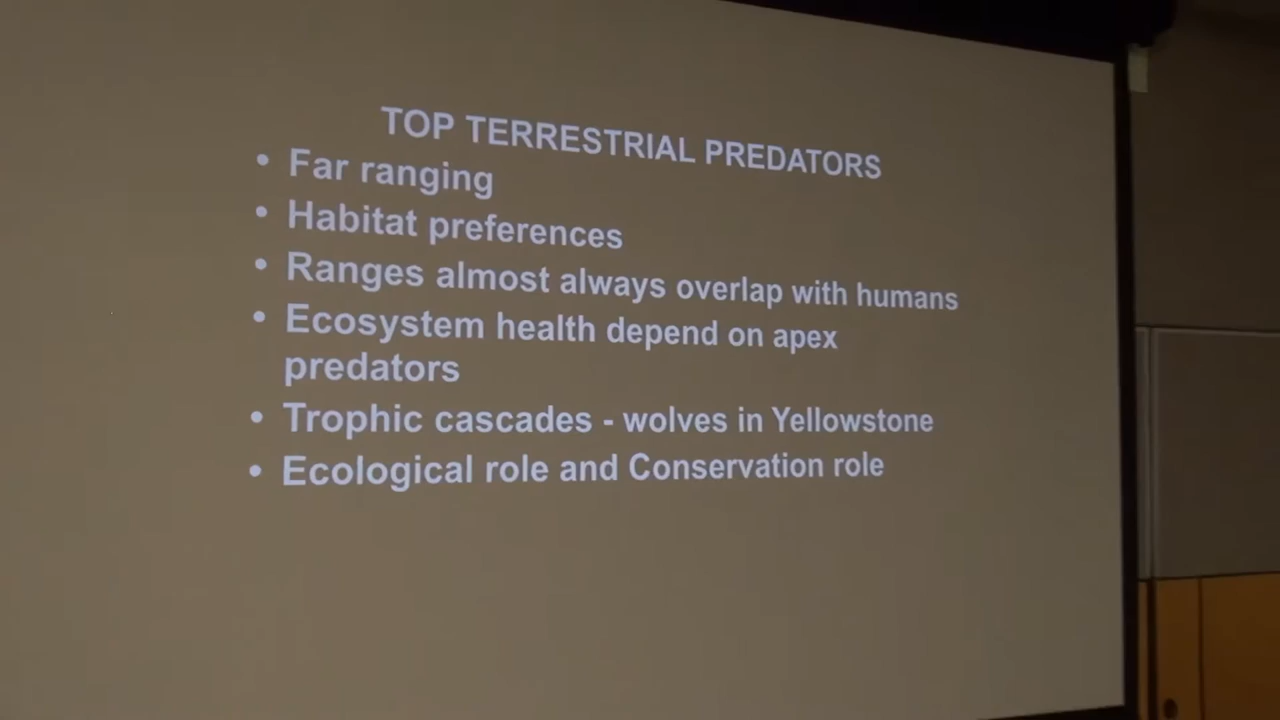 TOP TERRESTRIAL PREDATORS
• Far ranging
• Habitat preferences
• Ranges almost always overlap with humans
• Ecosystem health depend on apex
predators
• Trophic cascades - wolves in Yellowstone
• Ecological role and Conservation role